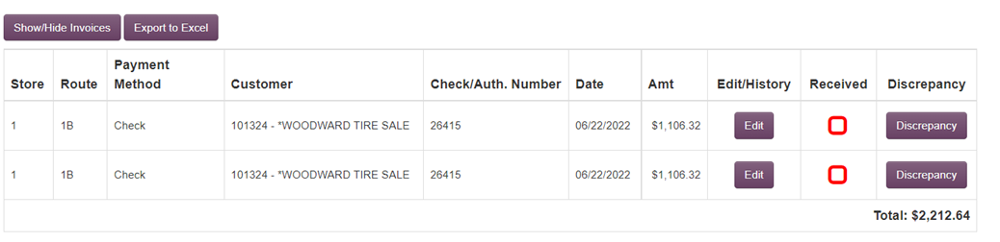 Show/Hide Invoices Export to Excel
Store Route Payment Method Customer Check/Auth. Number Date Amt Edit/History Received Discrepancy
1 1B Check 101324 - *WOODWARD TIRE SALE 26415 06/22/2022 $1,106.32 Edit Discrepancy
1 1B Check 101324 - *WOODWARD TIRE SALE 26415 06/22/2022 $1,106.32 Edit Discrepancy
Total: $2,212.64